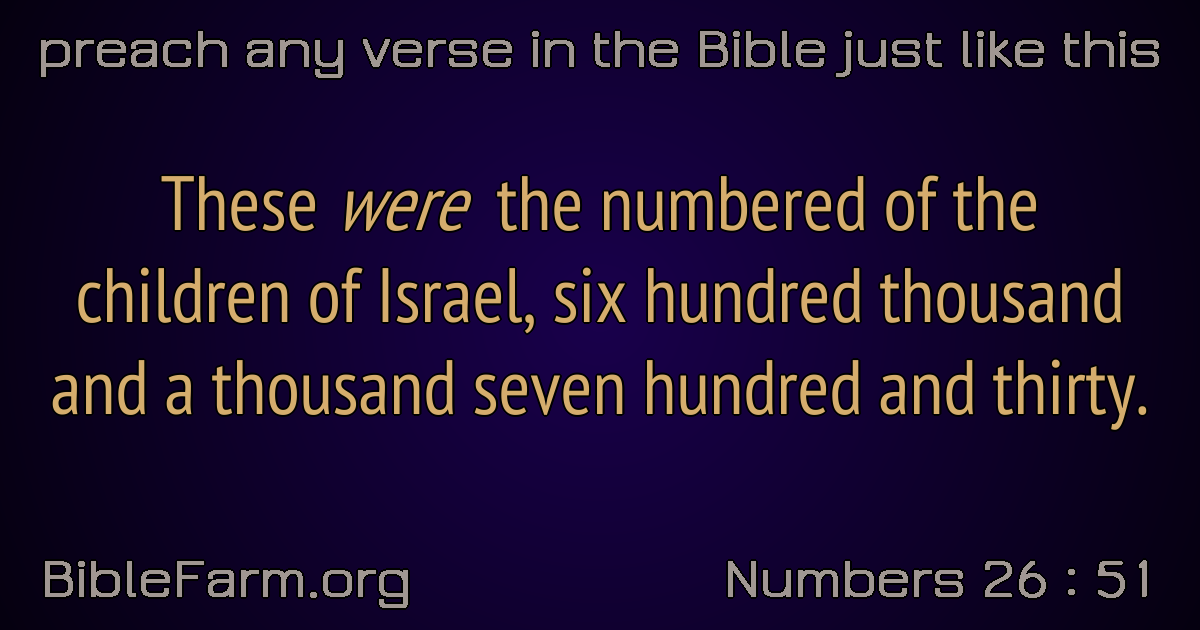 preach any verse in the Bible just like this
These were the numbered of the
children of Israel, six hundred thousand
and a thousand seven hundred and thirty.
BibleFarm.org
Numbers 26 : 51